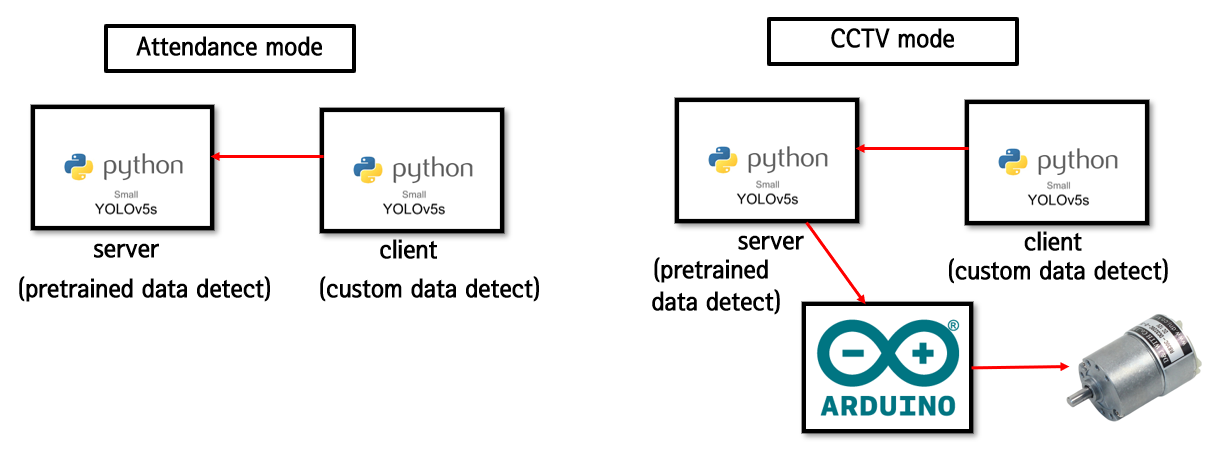 Attendance mode
python
Small
YOLOv5s
server
(pretrained data detect)
python
Small
YOLOv5s
client
(custom data detect)
CCTV mode
python
Small
YOLOv5s
server
(pretrained
data detect)
python
Small
YOLOv5s
client
(custom data detect)
®
ARDUINO